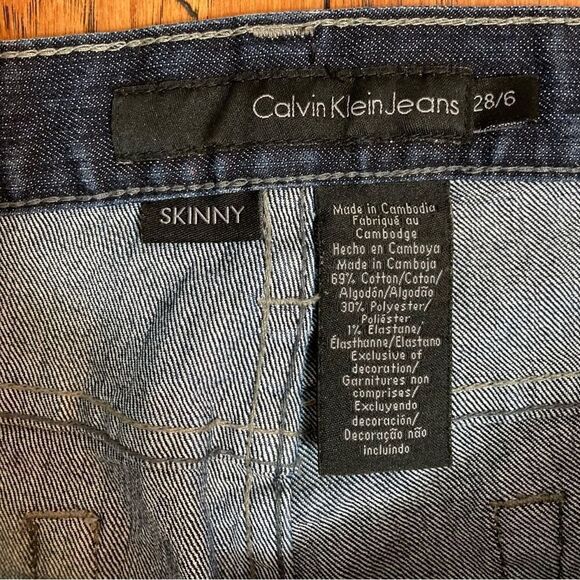 Calvin Klein Jeans 28/6
SKINNY
Made in Cambodia
Fabriqué au
Cambodge
Hecho en Camboya
Made in Camboja
69% Cotton/Coton/
Algodón/Algodão
30% Polyester/
Poliéster
1% Elastane/
Élasthanne/Elastano
Exclusive of
decoration/
Garnitures non
comprises/
Excluyendo
decoración/
Decoração não
incluindo